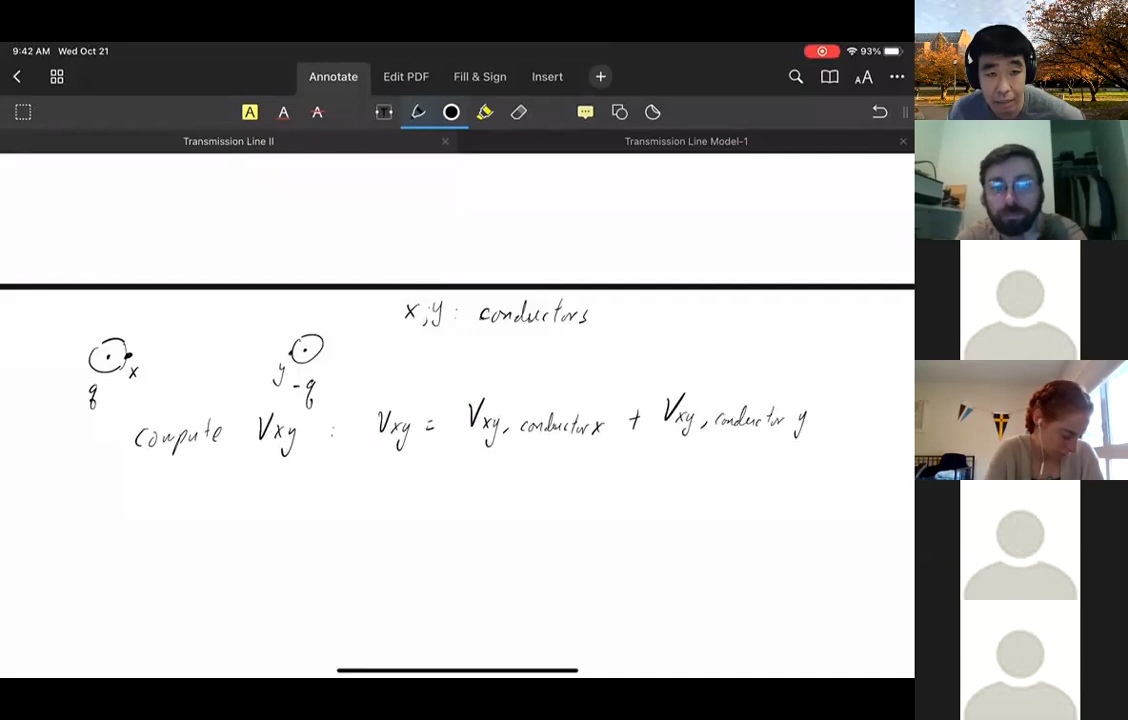 9:42 AM Wed Oct 21
93%
Annotate Edit PDF Fill & Sign Insert +
AA
A A A T
Transmission Line II × Transmission Line Model-1 ×
x, y : conductors
x y
q -q
compute Vxy : Vxy = Vxy, conductor x + Vxy, conductor y